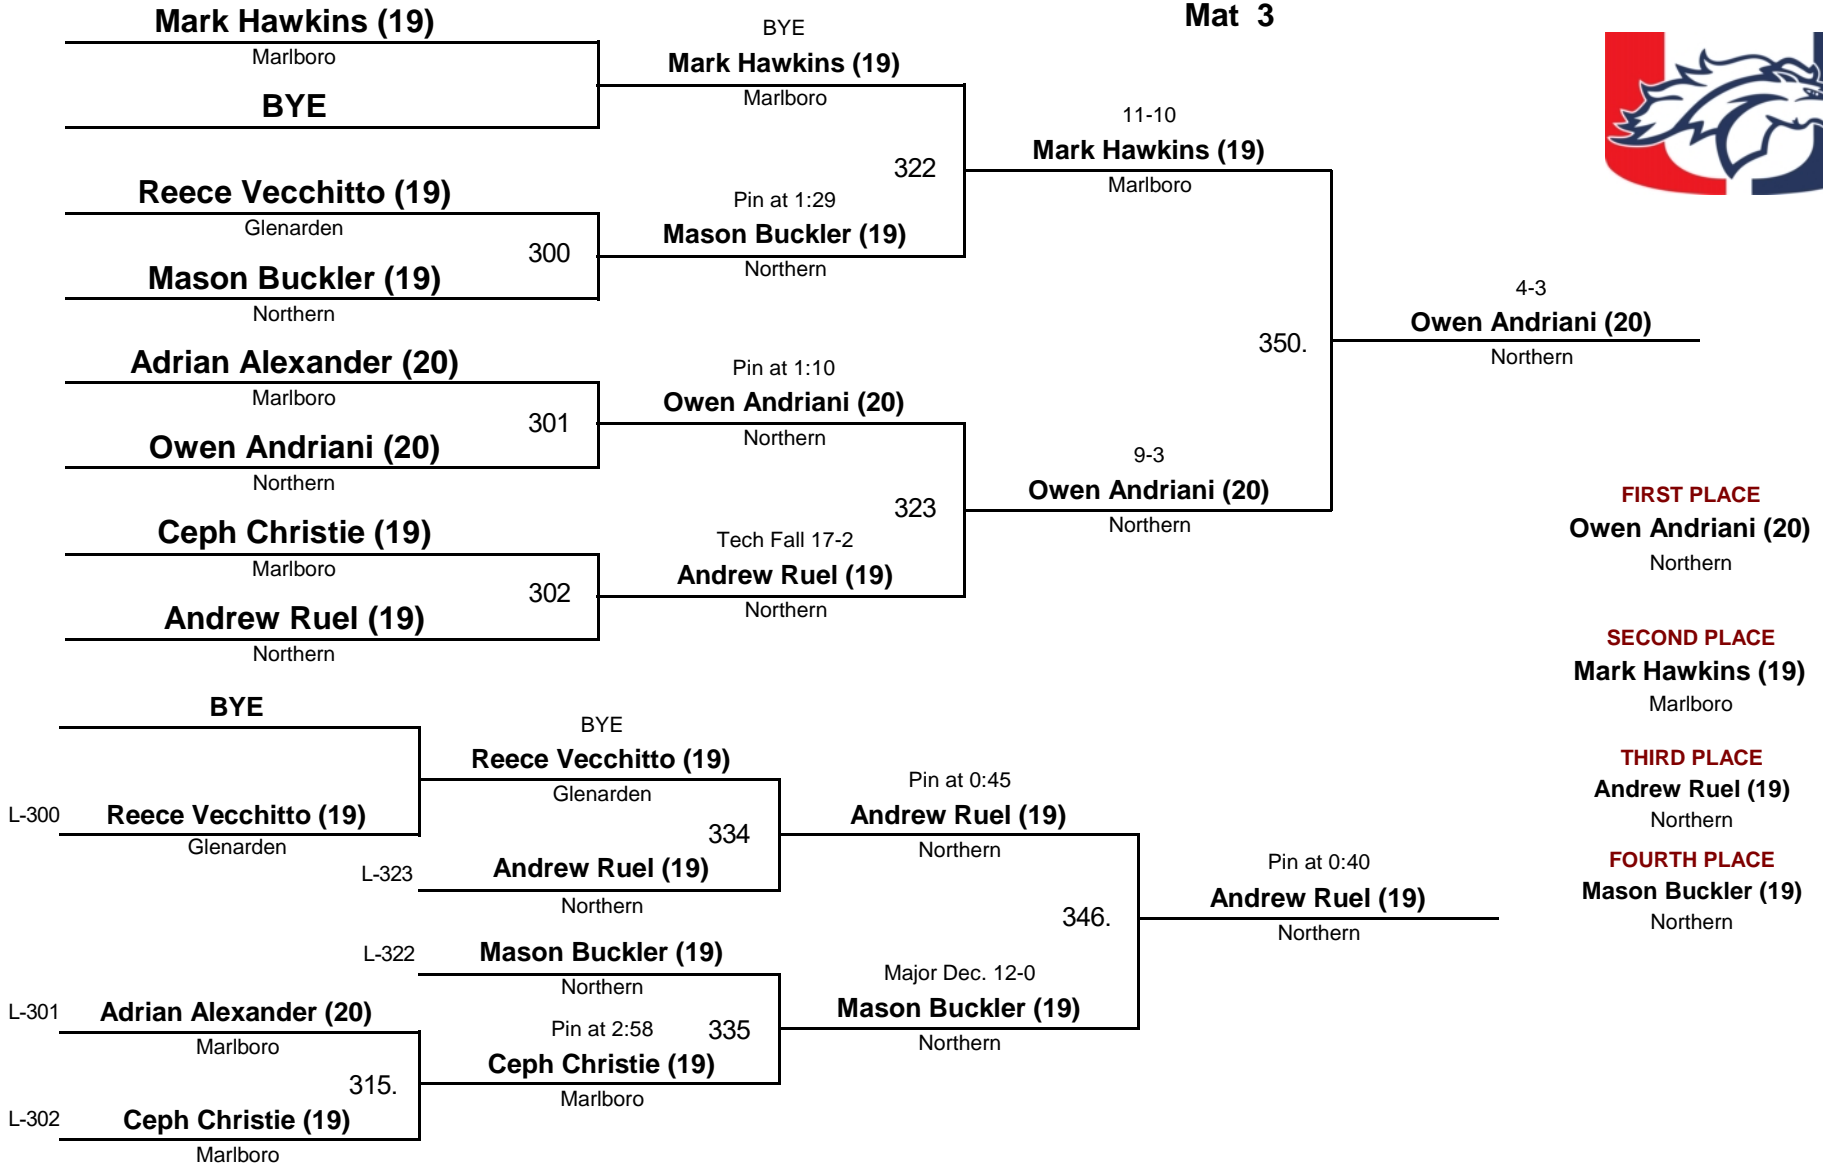 Mat 3
Mark Hawkins (19)
Marlboro
BYE
Reece Vecchitto (19)
Glenarden
300
Mason Buckler (19)
Northern
Adrian Alexander (20)
Marlboro
301
Owen Andriani (20)
Northern
Ceph Christie (19)
Marlboro
302
Andrew Ruel (19)
Northern
BYE
Mark Hawkins (19)
Marlboro
322
Pin at 1:29
Mason Buckler (19)
Northern
Pin at 1:10
Owen Andriani (20)
Northern
323
Tech Fall 17-2
Andrew Ruel (19)
Northern
11-10
Mark Hawkins (19)
Marlboro
350.
9-3
Owen Andriani (20)
Northern
4-3
Owen Andriani (20)
Northern
FIRST PLACE
Owen Andriani (20)
Northern
SECOND PLACE
Mark Hawkins (19)
Marlboro
THIRD PLACE
Andrew Ruel (19)
Northern
FOURTH PLACE
Mason Buckler (19)
Northern
BYE
L-300
Reece Vecchitto (19)
Glenarden
L-301
Adrian Alexander (20)
Marlboro
315.
L-302
Ceph Christie (19)
Marlboro
BYE
Reece Vecchitto (19)
Glenarden
334
L-323
Andrew Ruel (19)
Northern
L-322
Mason Buckler (19)
Northern
Pin at 2:58
335
Ceph Christie (19)
Marlboro
Pin at 0:45
Andrew Ruel (19)
Northern
346.
Major Dec. 12-0
Mason Buckler (19)
Northern
Pin at 0:40
Andrew Ruel (19)
Northern